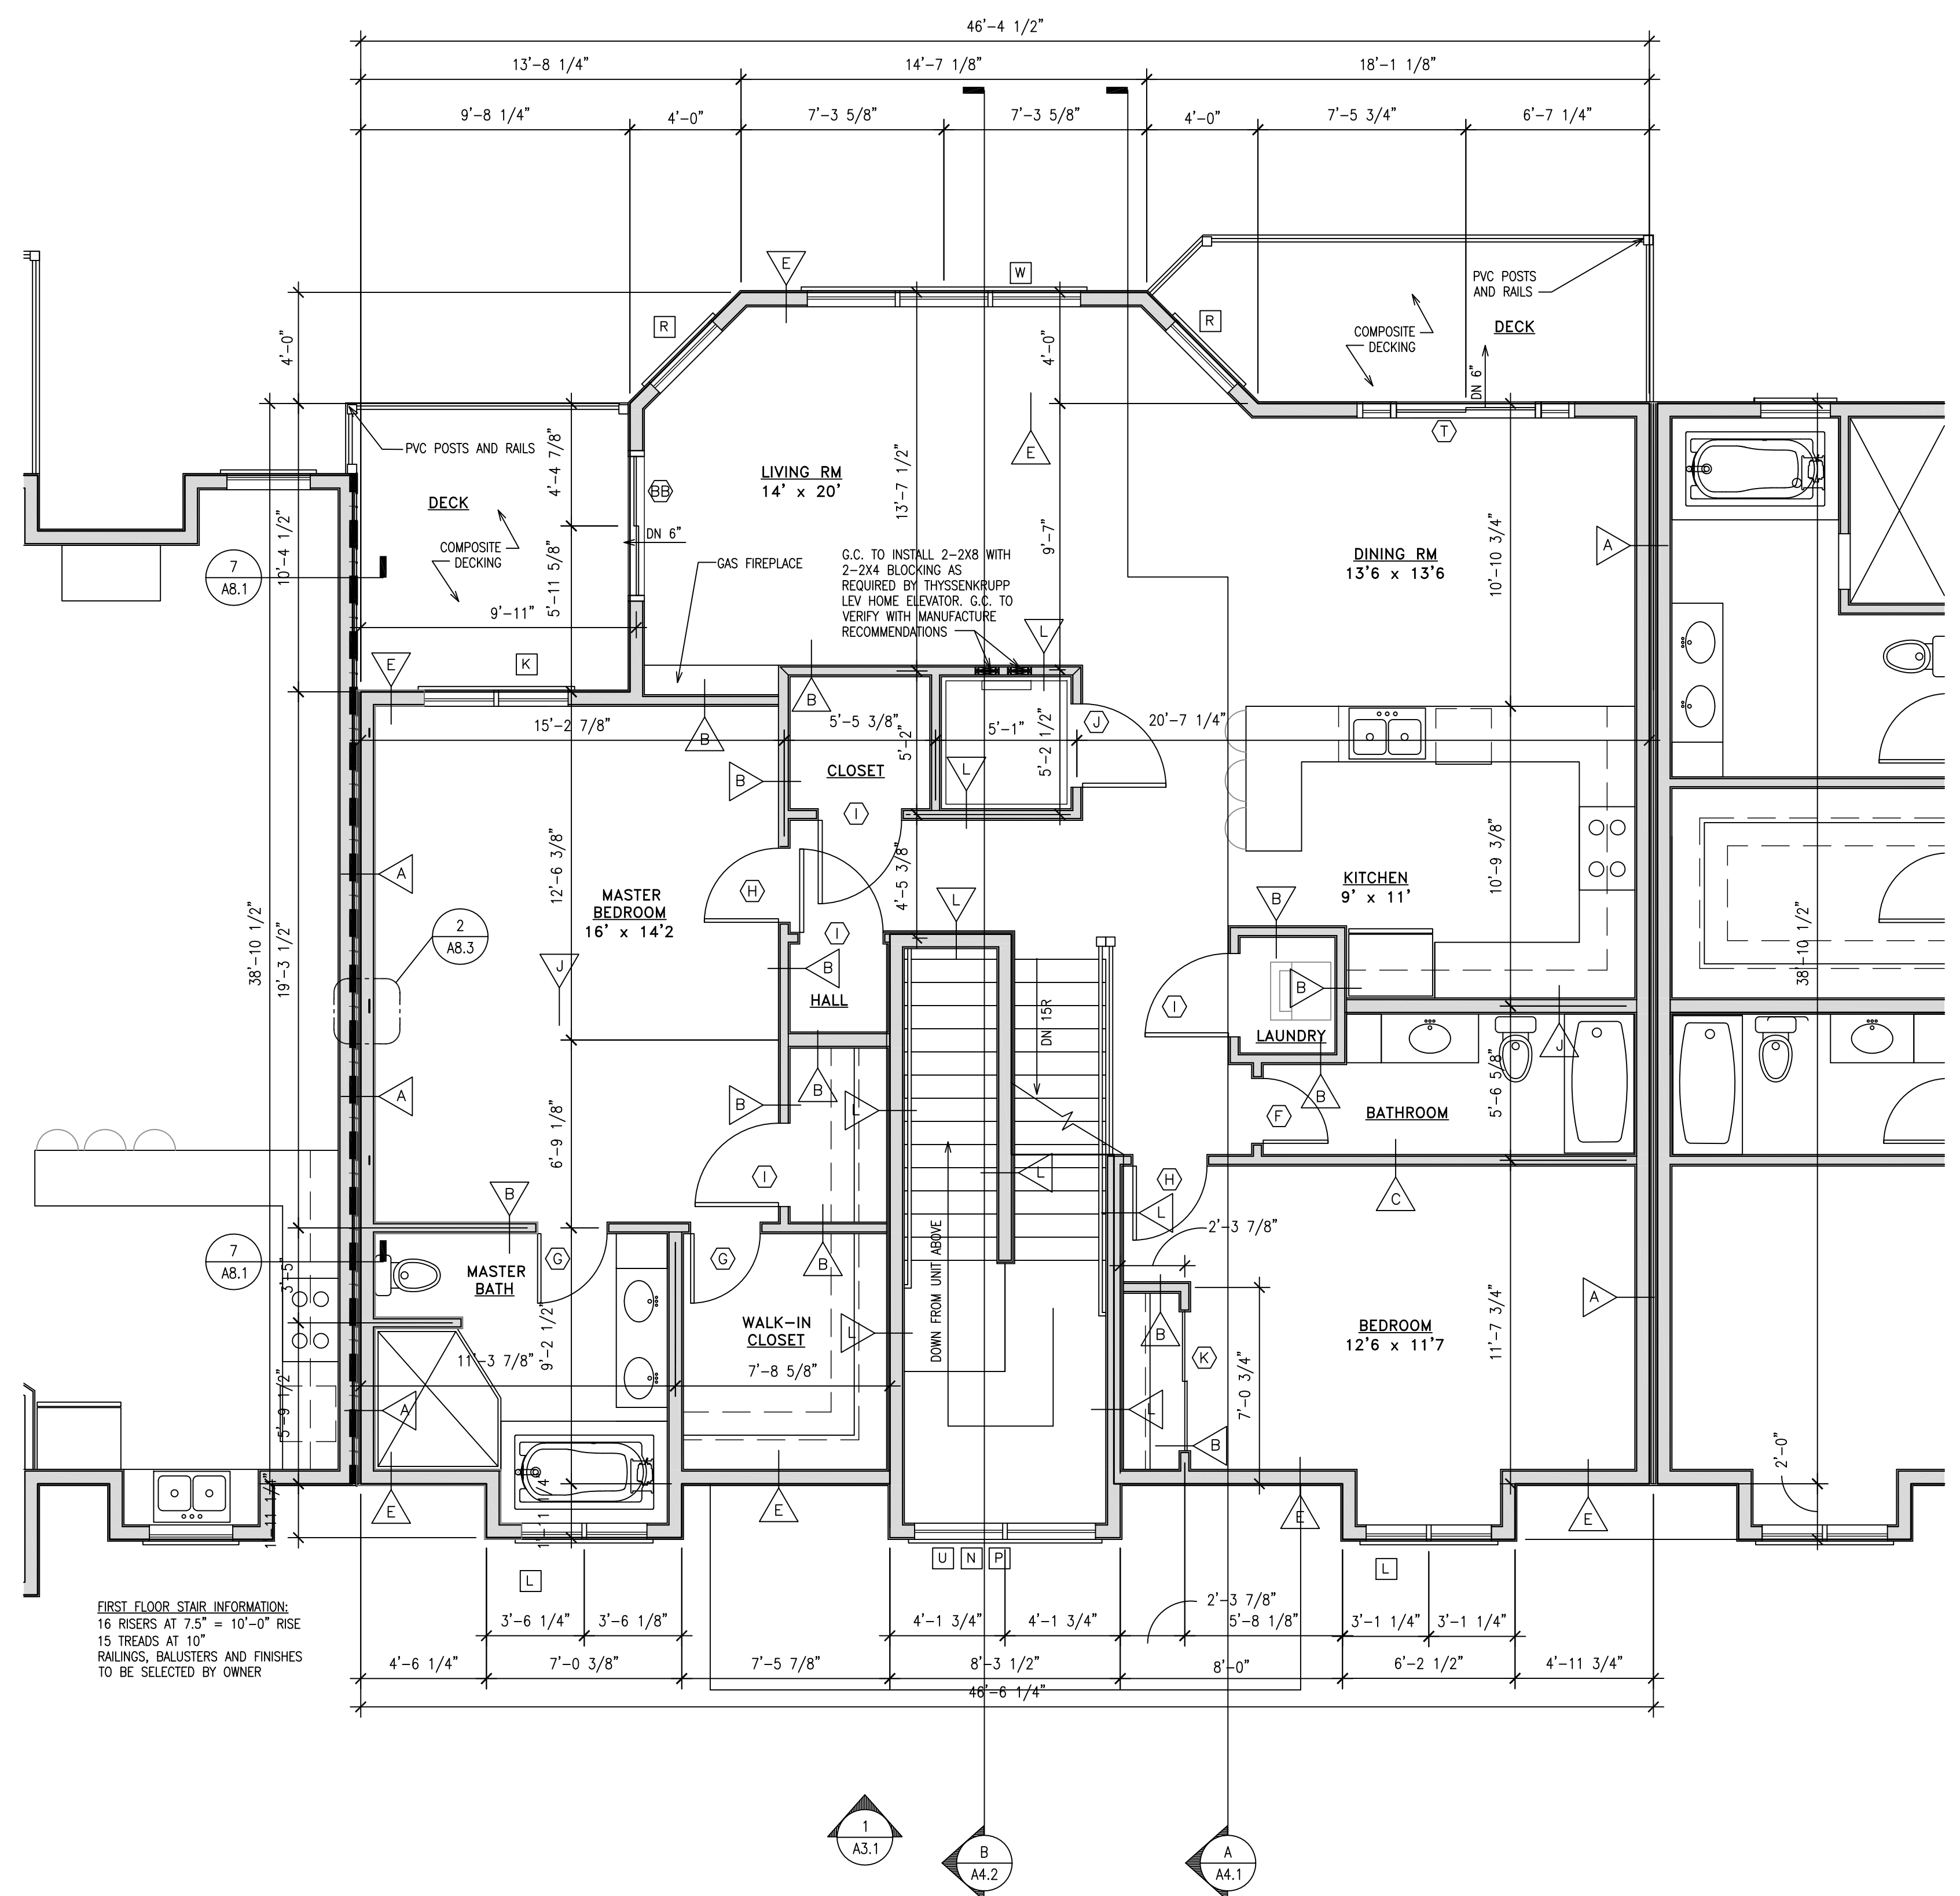 46'-4 1/2"
13'-8 1/4"
14'-7 1/8"
18'-1 1/8"
9'-8 1/4"
4'-0"
7'-3 5/8"
7'-3 5/8"
4'-0"
7'-5 3/4"
6'-7 1/4"
E
W
R
R
PVC POSTS
AND RAILS
COMPOSITE
DECKING
DECK
DN 6"
4'-0"
4'-0"
T
PVC POSTS AND RAILS
DECK
COMPOSITE
DECKING
4'-4 7/8"
5'-11 5/8"
9'-11"
BB
DN 6"
LIVING RM
14' x 20'
E
13'-7 1/2"
9'-7"
GAS FIREPLACE
G.C. TO INSTALL 2-2X8 WITH
2-2X4 BLOCKING AS
REQUIRED BY THYSSENKRUPP
LEV HOME ELEVATOR. G.C. TO
VERIFY WITH MANUFACTURE
RECOMMENDATIONS
DINING RM
13'6 x 13'6
10'-10 3/4"
A
7
A8.1
10'-4 1/2"
E
K
L
B
B
15'-2 7/8"
5'-5 3/8"
5'-2"
5'-1"
5'-2 1/2"
J
20'-7 1/4"
B
CLOSET
L
I
12'-6 3/8"
A
H
4'-5 3/8"
MASTER
BEDROOM
16' x 14'2
KITCHEN
9' x 11'
10'-9 3/8"
38'-10 1/2"
19'-3 1/2"
38'-10 1/2"
2
A8.3
I
L
B
J
B
HALL
DN 15R
B
I
LAUNDRY
J
A
B
B
L
B
F
BATHROOM
5'-6 5/8"
6'-9 1/8"
I
B
L
H
C
L
2'-3 7/8"
DOWN FROM UNIT ABOVE
7
A8.1
3'-5"
MASTER
BATH
G
G
B
A
WALK-IN
CLOSET
L
B
K
BEDROOM
12'6 x 11'7
11'-7 3/4"
11'-3 7/8"
9'-2 1/2"
7'-8 5/8"
7'-0 3/4"
5'-9 1/2"
A
L
B
2'-0"
1'-11 1/4"
1'-11 1/4"
E
E
E
E
L
U
N
P
L
FIRST FLOOR STAIR INFORMATION:
16 RISERS AT 7.5" = 10'-0" RISE
15 TREADS AT 10"
RAILINGS, BALUSTERS AND FINISHES
TO BE SELECTED BY OWNER
3'-6 1/4"
3'-6 1/8"
4'-1 3/4"
4'-1 3/4"
2'-3 7/8"
5'-8 1/8"
3'-1 1/4"
3'-1 1/4"
4'-6 1/4"
7'-0 3/8"
7'-5 7/8"
8'-3 1/2"
8'-0"
6'-2 1/2"
4'-11 3/4"
46'-6 1/4"
1
A3.1
B
A4.2
A
A4.1